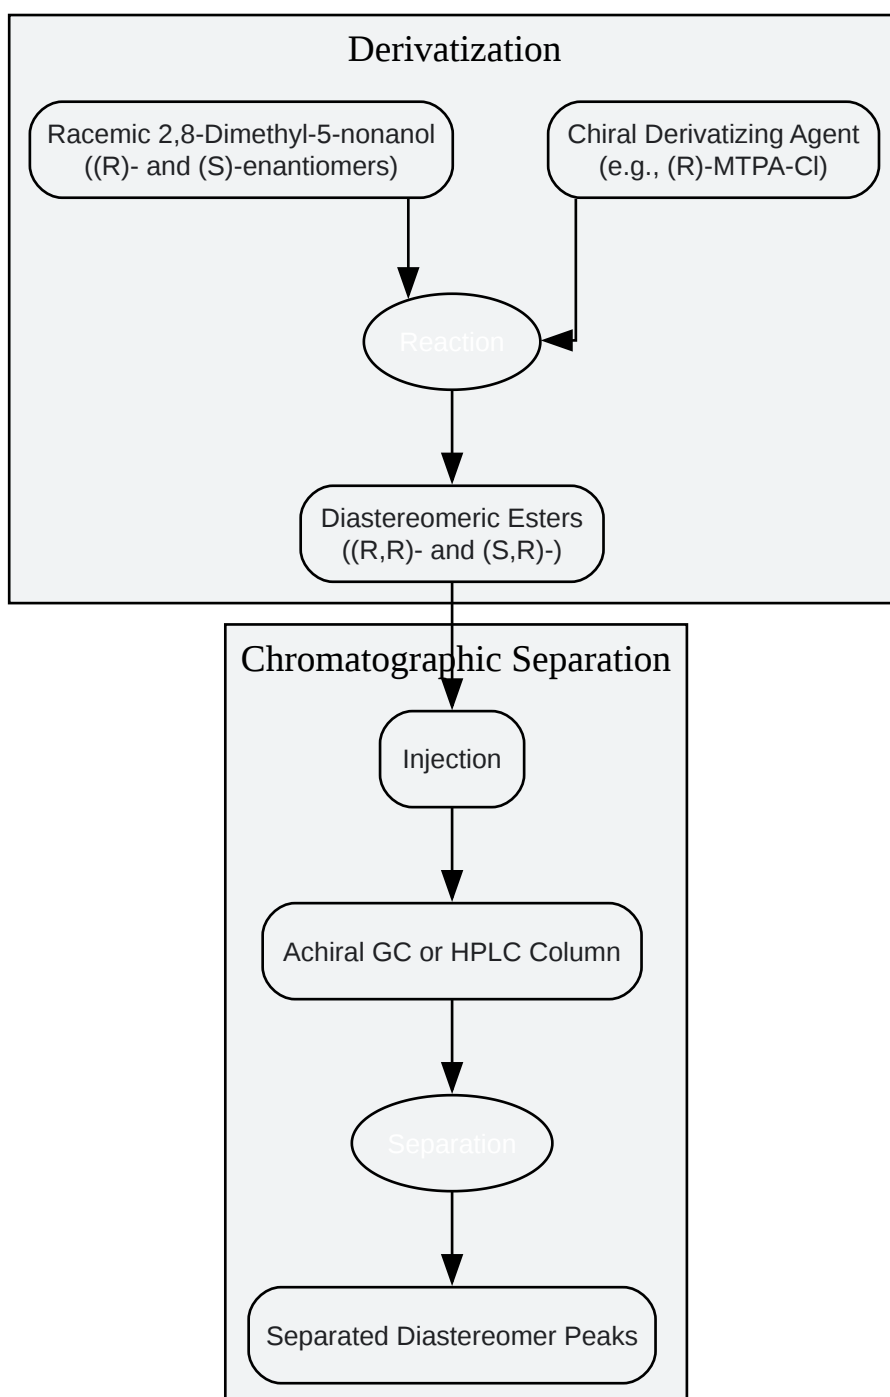 Derivatization
Racemic 2,8-Dimethyl-5-nonanol
((R)- and (S)-enantiomers)
Chiral Derivatizing Agent
(e.g., (R)-MTPA-Cl)
Reaction
Diastereomeric Esters
((R,R)- and (S,R)-)
Chromatographic Separation
Injection
Achiral GC or HPLC Column
Separation
Separated Diastereomer Peaks